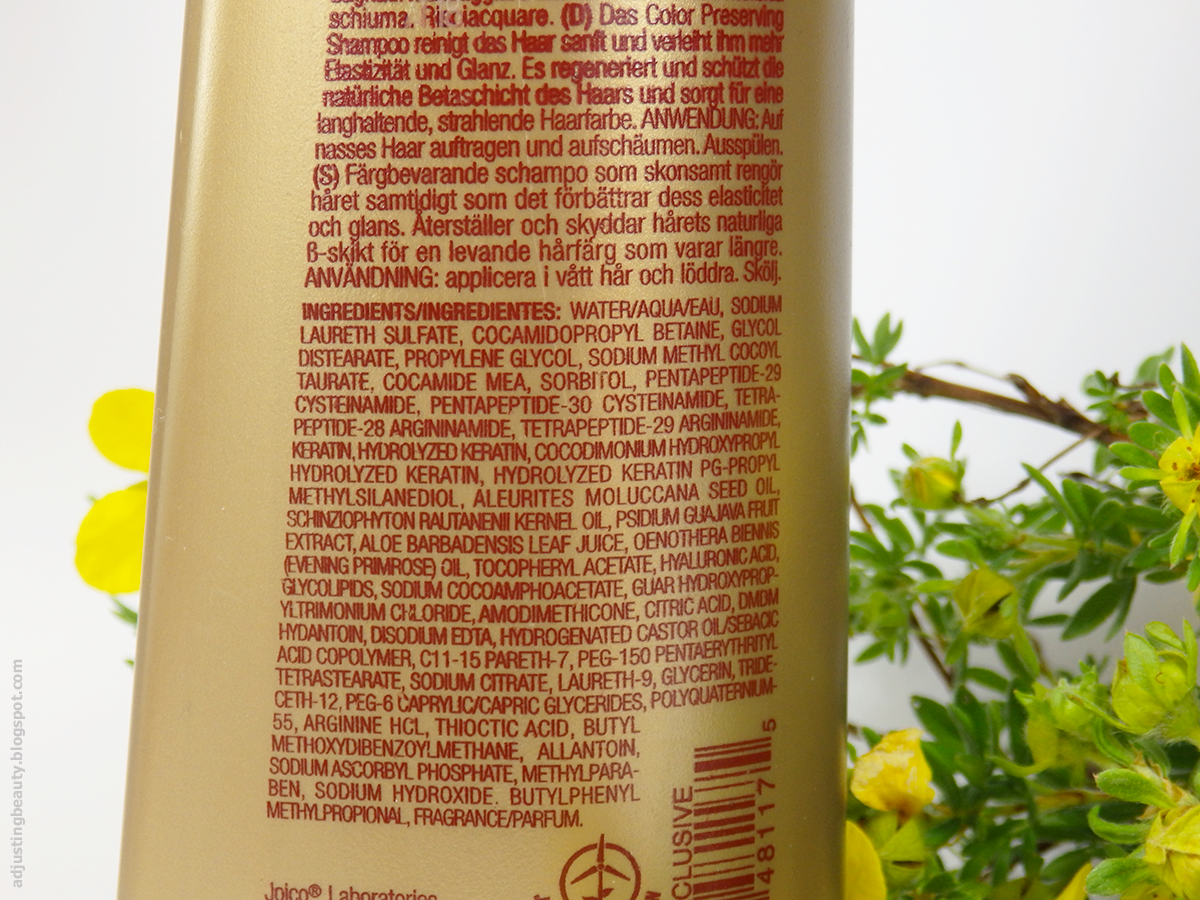 schiuma. Risciacquare. (D) Das Color Preserving
Shampoo reinigt das Haar sanft und verleiht ihm mehr
Elastizität und Glanz. Es regeneriert und schützt die
natürliche Betaschicht des Haars und sorgt für eine
langhaltende, strahlende Haarfarbe. ANWENDUNG: Auf
nasses Haar auftragen und aufschäumen. Ausspülen.
(S) Färgbevarande schampo som skonsamt rengör
håret samtidigt som det förbättrar dess elasticitet
och glans. Återställer och skyddar hårets naturliga
ß-skikt för en levande hårfärg som varar längre.
ANVÄNDNING: applicera i vått hår och löddra. Skölj.
INGREDIENTS/INGREDIENTES: WATER/AQUA/EAU, SODIUM
LAURETH SULFATE, COCAMIDOPROPYL BETAINE, GLYCOL
DISTEARATE, PROPYLENE GLYCOL, SODIUM METHYL COCOYL
TAURATE, COCAMIDE MEA, SORBITOL, PENTAPEPTIDE-29
CYSTEINAMIDE, PENTAPEPTIDE-30 CYSTEINAMIDE, TETRA-
PEPTIDE-28 ARGININAMIDE, TETRAPEPTIDE-29 ARGININAMIDE,
KERATIN, HYDROLYZED KERATIN, COCODIMONIUM HYDROXYPROPYL
HYDROLYZED KERATIN, HYDROLYZED KERATIN PG-PROPYL
METHYLSILANEDIOL, ALEURITES MOLUCCANA SEED OIL,
SCHINZIOPHYTON RAUTANENII KERNEL OIL, PSIDIUM GUAJAVA FRUIT
EXTRACT, ALOE BARBADENSIS LEAF JUICE, OENOTHERA BIENNIS
(EVENING PRIMROSE) OIL, TOCOPHERYL ACETATE, HYALURONIC ACID,
GLYCOLIPIDS, SODIUM COCOAMPHOACETATE, GUAR HYDROXYPROP-
YLTRIMONIUM CHLORIDE, AMODIMETHICONE, CITRIC ACID, DMDM
HYDANTOIN, DISODIUM EDTA, HYDROGENATED CASTOR OIL/SEBACIC
ACID COPOLYMER, C11-15 PARETH-7, PEG-150 PENTAERYTHRITYL
TETRASTEARATE, SODIUM CITRATE, LAURETH-9, GLYCERIN, TRIDE-
CETH-12, PEG-6 CAPRYLIC/CAPRIC GLYCERIDES, POLYQUATERNIUM-
55, ARGININE HCL, THIOCTIC ACID, BUTYL
METHOXYDIBENZOYLMETHANE, ALLANTOIN,
SODIUM ASCORBYL PHOSPHATE, METHYLPARA-
BEN, SODIUM HYDROXIDE. BUTYLPHENYL
METHYLPROPIONAL, FRAGRANCE/PARFUM.
Joico® Laboratories
CLUSIVE
48117 5
adjustingbeauty.blogspot.com